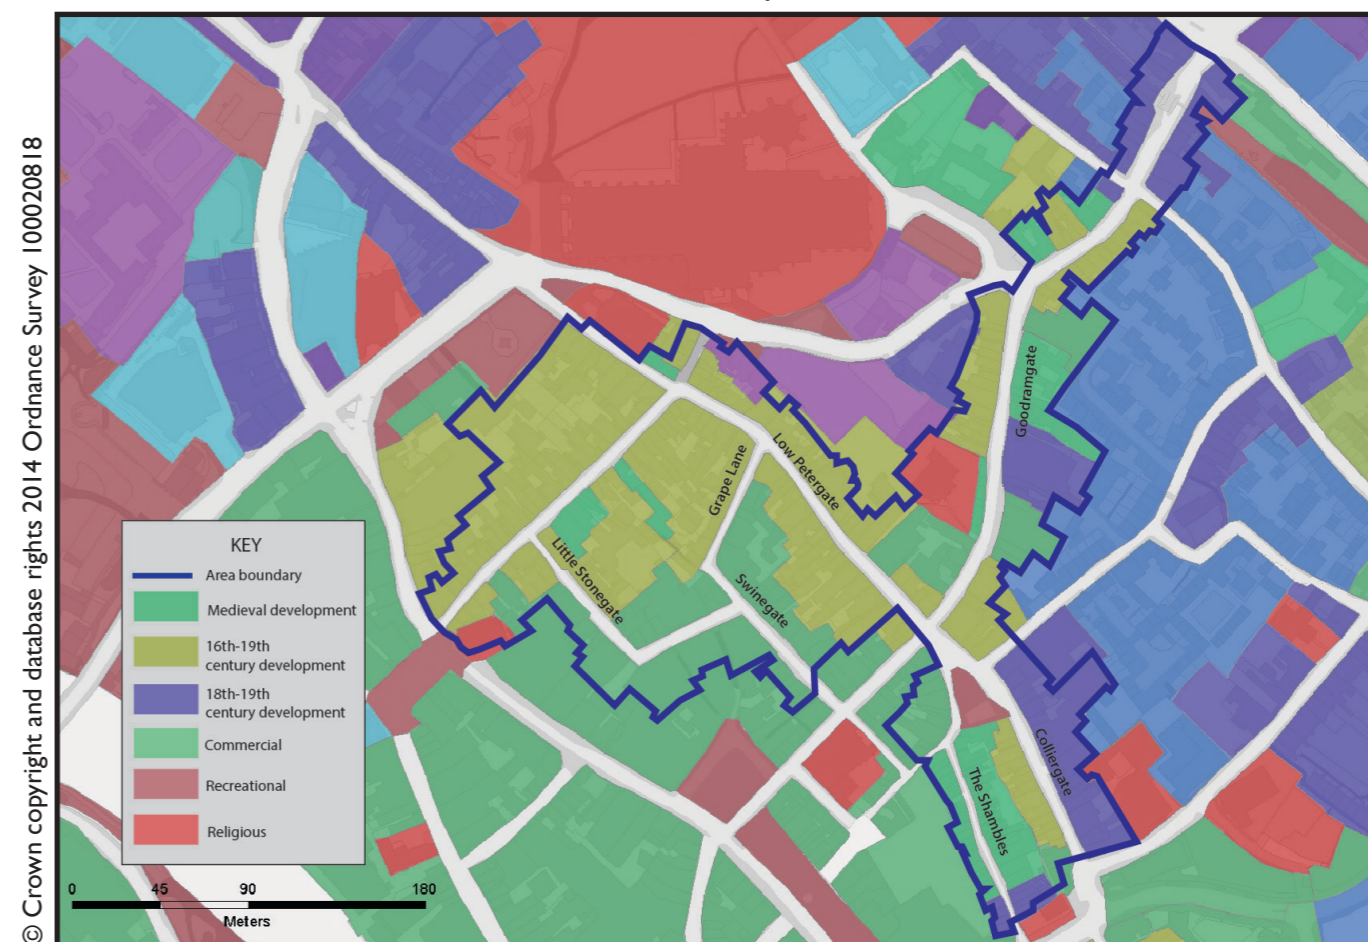 © Crown copyright and database rights 2014 Ordnance Survey 100020818
Goodramgate
Low Petergate
Grape Lane
Little Stonegate
Swinegate
Colliergate
The Shambles
KEY
Area boundary
Medieval development
16th-19th
century development
18th-19th
century development
Commercial
Recreational
Religious
0 45 90 180
Meters